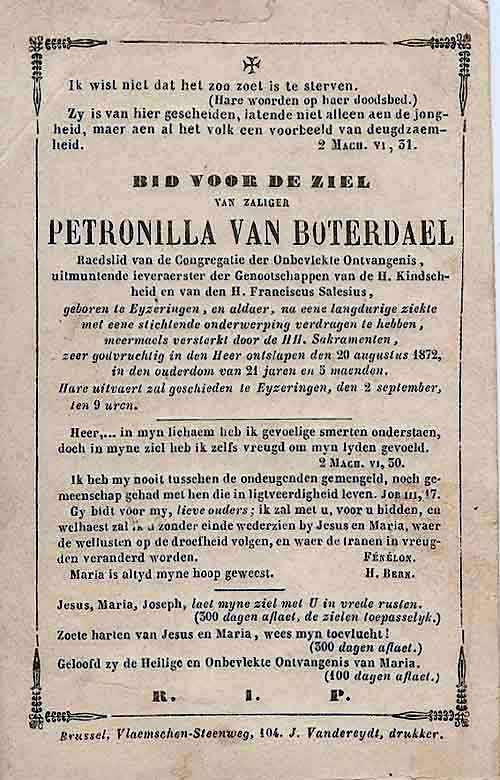 Ik wist niet dat het zoo zoet is te sterven.
(Hare woorden op haer doodsbed.)
Zy is van hier gescheiden, latende niet alleen aen de jong-
heid, maer aen al het volk een voorbeeld van deugdzaem-
heid. 2 MACH. VI, 31.
BID VOOR DE ZIEL
VAN ZALIGER
PETRONILLA VAN BOTERDAEL
Raedslid van de Congregatie der Onbevlekte Ontvangenis,
uitmuntende ieveraerster der Genootschappen van de H. Kindsch-
heid en van den H. Franciscus Salesius,
geboren te Eyzeringen, en aldaer, na eene langdurige ziekte
met eene stichtende onderwerping verdragen te hebben,
meermaels versterkt door de HH. Sakramenten,
zeer godvruchtig in den Heer ontslapen den 20 augustus 1872,
in den ouderdom van 21 jaren en 5 maenden.
Hare uitvaert zal geschieden te Eyzeringen, den 2 september,
ten 9 uren.
Heer,... in myn lichaem heb ik gevoelige smerten onderstaen,
doch in myne ziel heb ik zelfs vreugd om myn lyden gevoeld.
2 MACH. VI, 30.
Ik heb my nooit tusschen de ondeugenden gemengeld, noch ge-
meenschap gehad met hen die in ligtveerdigheid leven. JOB III, 17.
Gy bidt voor my, lieve ouders; ik zal met u, voor u bidden, en
welhaest zal ik u zonder einde wederzien by Jesus en Maria, waer
de wellusten op de droefheid volgen, en waer de tranen in vreug-
den veranderd worden. FÉNÉLON.
Maria is altyd myne hoop geweest. H. BERN.
Jesus, Maria, Joseph, laet myne ziel met U in vrede rusten.
(300 dagen aflaet, de zielen toepasselyk.)
Zoete harten van Jesus en Maria, wees myn toevlucht!
(300 dagen aflaet.)
Geloofd zy de Heilige en Onbevlekte Ontvangenis van Maria.
(100 dagen aflaet.)
R. I. P.
Brussel, Vlaemschen-Steenweg, 104. J. Vandereydt, drukker.